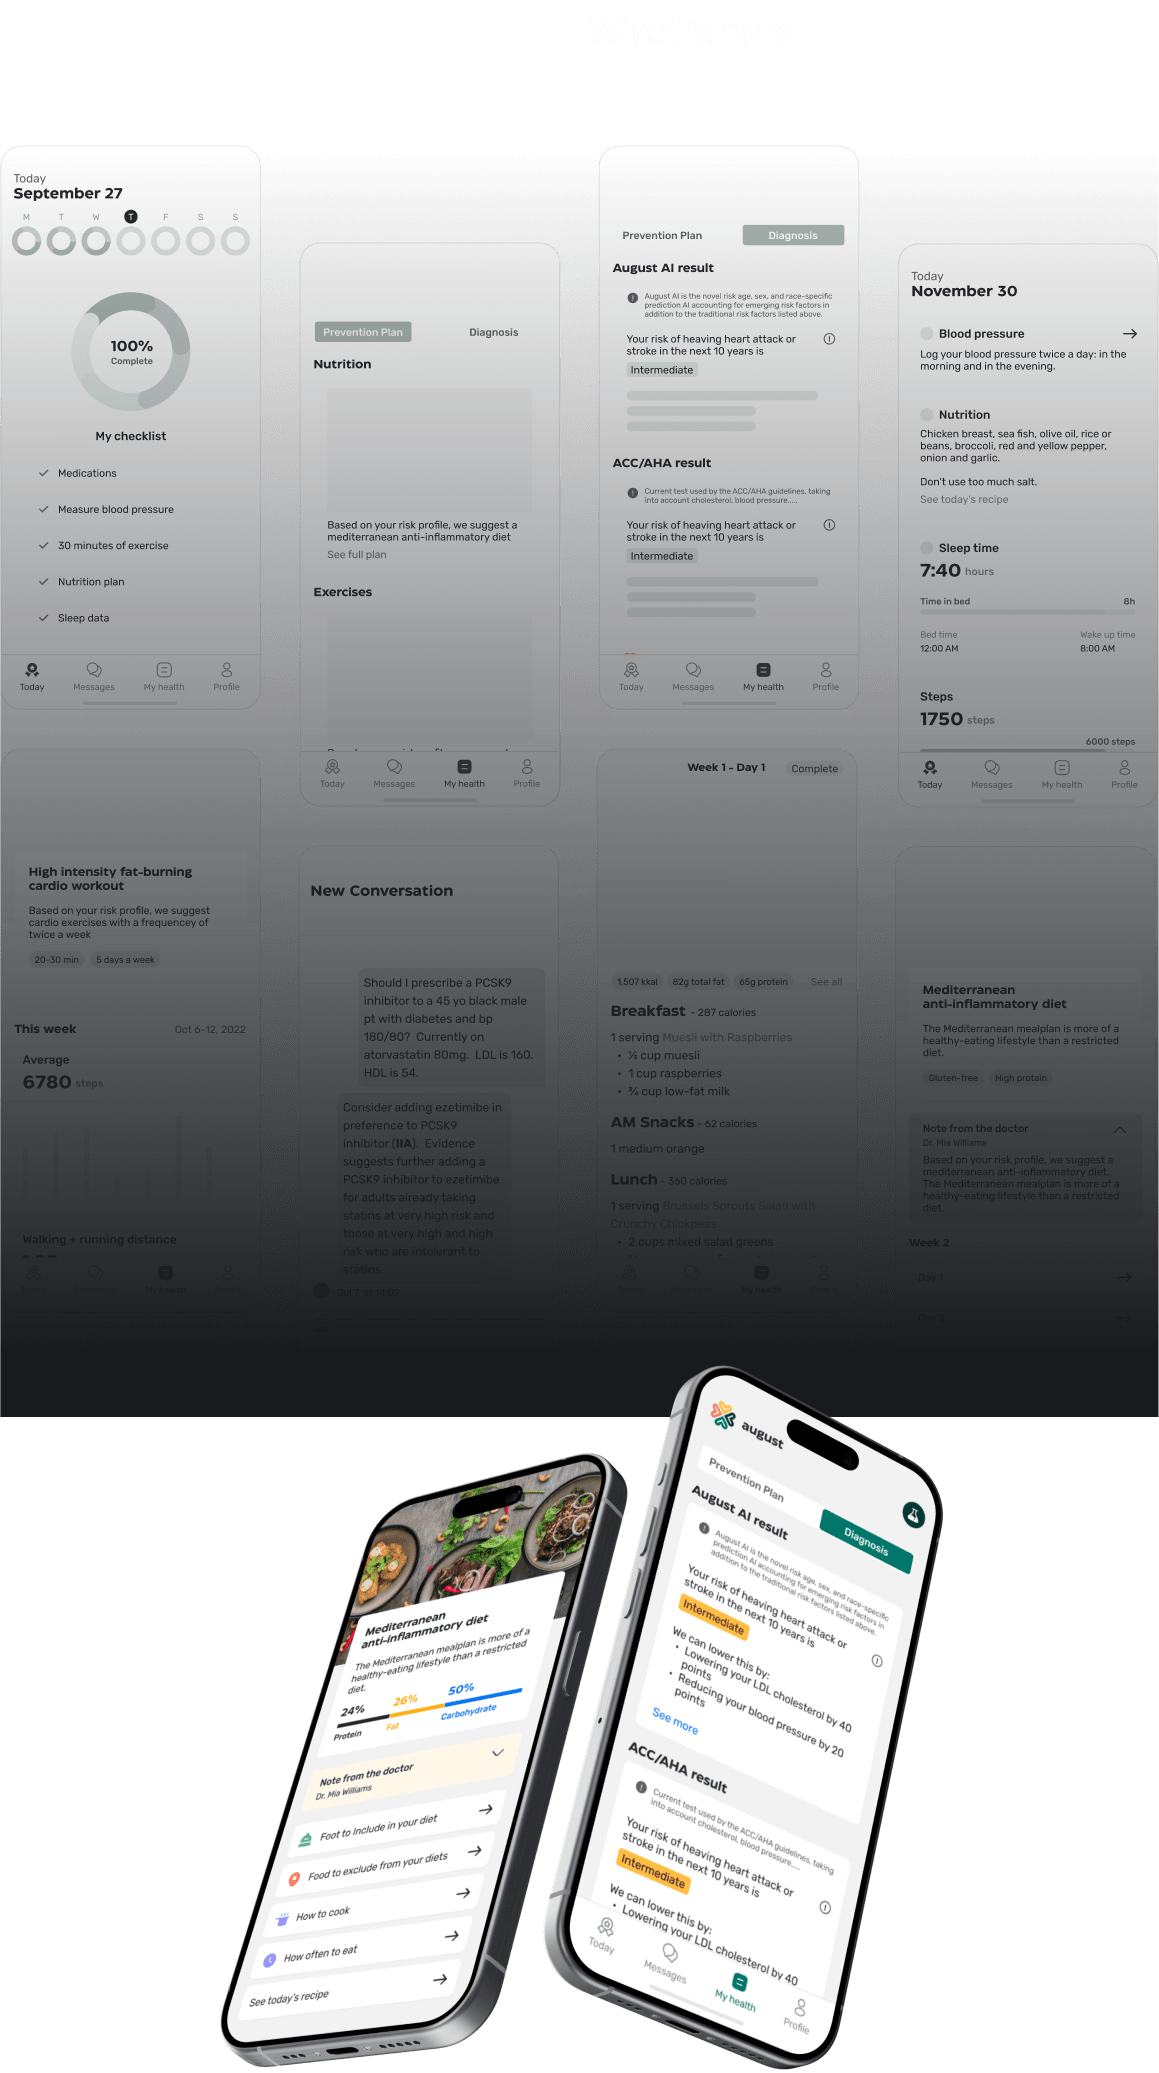 Today
September 27
M T W T F S S
100%
Complete
My checklist
Medications
Measure blood pressure
30 minutes of exercise
Nutrition plan
Sleep data
Today Messages My health Profile
Prevention Plan Diagnosis
Nutrition
Based on your risk profile, we suggest a
mediterranean anti-inflammatory diet
See full plan
Exercises
Today Messages My health Profile
Prevention Plan Diagnosis
August AI result
August AI is the novel risk age, sex, and race-specific
prediction AI accounting for emerging risk factors in
addition to the traditional risk factors listed above.
Your risk of heaving heart attack or
stroke in the next 10 years is
Intermediate
ACC/AHA result
Current test used by the ACC/AHA guidelines, taking
into account cholesterol, blood pressure.....
Your risk of heaving heart attack or
stroke in the next 10 years is
Intermediate
Today Messages My health Profile
Today
November 30
Blood pressure
Log your blood pressure twice a day: in the
morning and in the evening.
Nutrition
Chicken breast, sea fish, olive oil, rice or
beans, broccoli, red and yellow pepper,
onion and garlic.
Don't use too much salt.
See today's recipe
Sleep time
7:40 hours
Time in bed 8h
Bed time Wake up time
12:00 AM 8:00 AM
Steps
1750 steps
6000 steps
Today Messages My health Profile
High intensity fat-burning
cardio workout
Based on your risk profile, we suggest
cardio exercises with a frequencey of
twice a week
20-30 min 5 days a week
This week Oct 6-12, 2022
Average
6780 steps
Walking + running distance
My health
New Conversation
Should I prescribe a PCSK9
inhibitor to a 45 yo black male
pt with diabetes and bp
180/80? Currently on
atorvastatin 80mg. LDL is 160.
HDL is 54.
Consider adding ezetimibe in
preference to PCSK9
inhibitor (IIA). Evidence
suggests further adding a
PCSK9 inhibitor to ezetimibe
for adults already taking
statins at very high risk and
those at very high and high
risk who are intolerant to
statins.
Week 1 - Day 1 Complete
1,507 kkal 82g total fat 65g protein See all
Breakfast - 287 calories
1 serving Muesli with Raspberries
• ⅓ cup muesli
• 1 cup raspberries
• ¾ cup low-fat milk
AM Snacks - 62 calories
1 medium orange
Lunch - 360 calories
1 serving Brussels Sprouts Salad with
Crunchy Chickpeas
• 2 cups mixed salad greens
My health
Mediterranean
anti-inflammatory diet
The Mediterranean mealplan is more of a
healthy-eating lifestyle than a restricted
diet.
Gluten-free High protain
Note from the doctor
Dr. Mia Williams
Based on your risk profile, we suggest a
mediterranean anti-inflammatory diet.
The Mediterranean mealplan is more of a
healthy-eating lifestyle than a restricted
diet.
Week 2
Day 1
Mediterranean
anti-inflammatory diet
The Mediterranean mealplan is more of a
healthy-eating lifestyle than a restricted
diet.
24% 26% 50%
Protein Fat Carbohydrate
Note from the doctor
Dr. Mia Williams
Foot to Include in your diet
Food to exclude from your diets
How to cook
How often to eat
See today's recipe
august
Prevention Plan Diagnosis
August AI result
August AI is the novel risk age, sex, and race-specific
prediction AI accounting for emerging risk factors in
addition to the traditional risk factors listed above.
Your risk of heaving heart attack or
stroke in the next 10 years is
Intermediate
We can lower this by:
• Lowering your LDL cholesterol by 40
points
• Reducing your blood pressure by 20
points
See more
ACC/AHA result
Current test used by the ACC/AHA guidelines, taking
into account cholesterol, blood pressure.....
Your risk of heaving heart attack or
stroke in the next 10 years is
Intermediate
We can lower this by:
• Lowering your LDL cholesterol by 40
Today Messages My health Profile